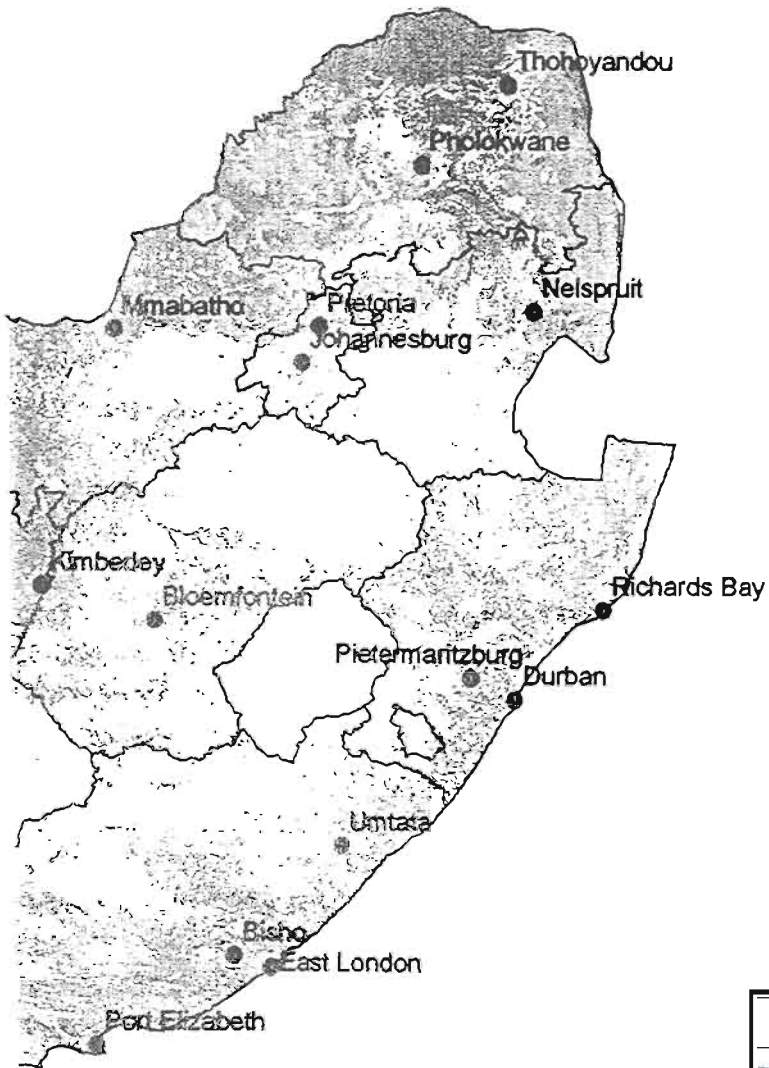 Thohoyandou
Pholokwane
Nelspruit
Mmabatho
Pretoria
Johannesburg
Kimberley
Bloemfontein
Richards Bay
Pietermaritzburg
Durban
Umtata
Bisho
East London
Port Elizabeth